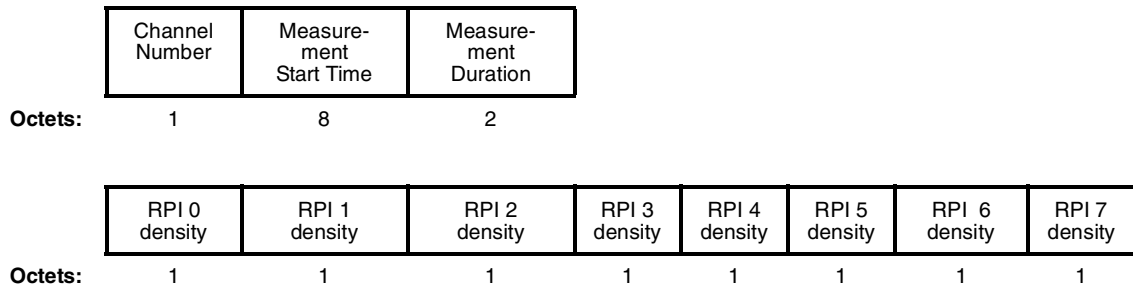 Channel Number
Measure-ment Start Time
Measure-ment Duration
Octets: 1 8 2
RPI 0 density
RPI 1 density
RPI 2 density
RPI 3 density
RPI 4 density
RPI 5 density
RPI 6 density
RPI 7 density
Octets: 1 1 1 1 1 1 1 1